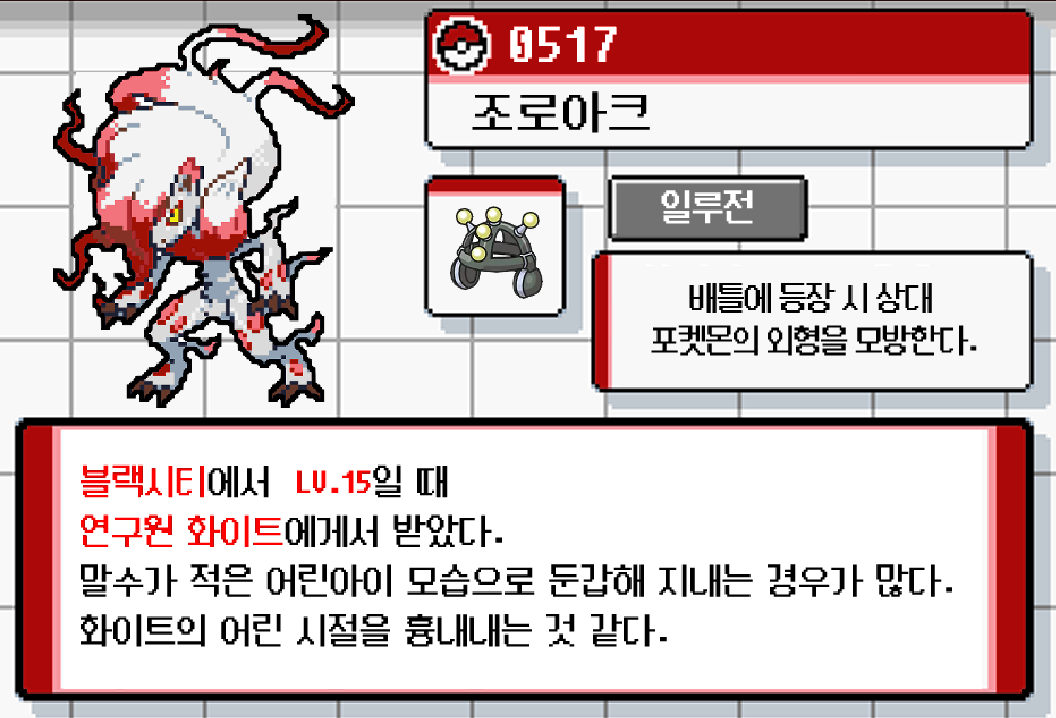 0517
조로아크
일루전
배틀에 등장 시 상대
포켓몬의 외형을 모방한다.
블랙시티에서 LV.15일 때
연구원 화이트에게서 받았다.
말수가 적은 어린아이 모습으로 둔갑해 지내는 경우가 많다.
화이트의 어린 시절을 흉내내는 것 같다.